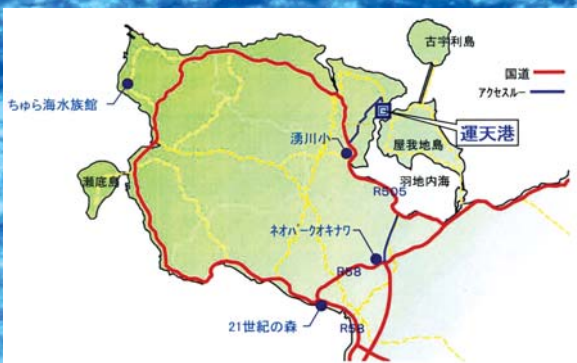 古宇利島
国道
アクセスルー
ちゅら海水族館
運天港
湧川小
屋我地島
瀬底島
羽地内海
R505
ネオパークオキナワ
R58
21世紀の森
R58